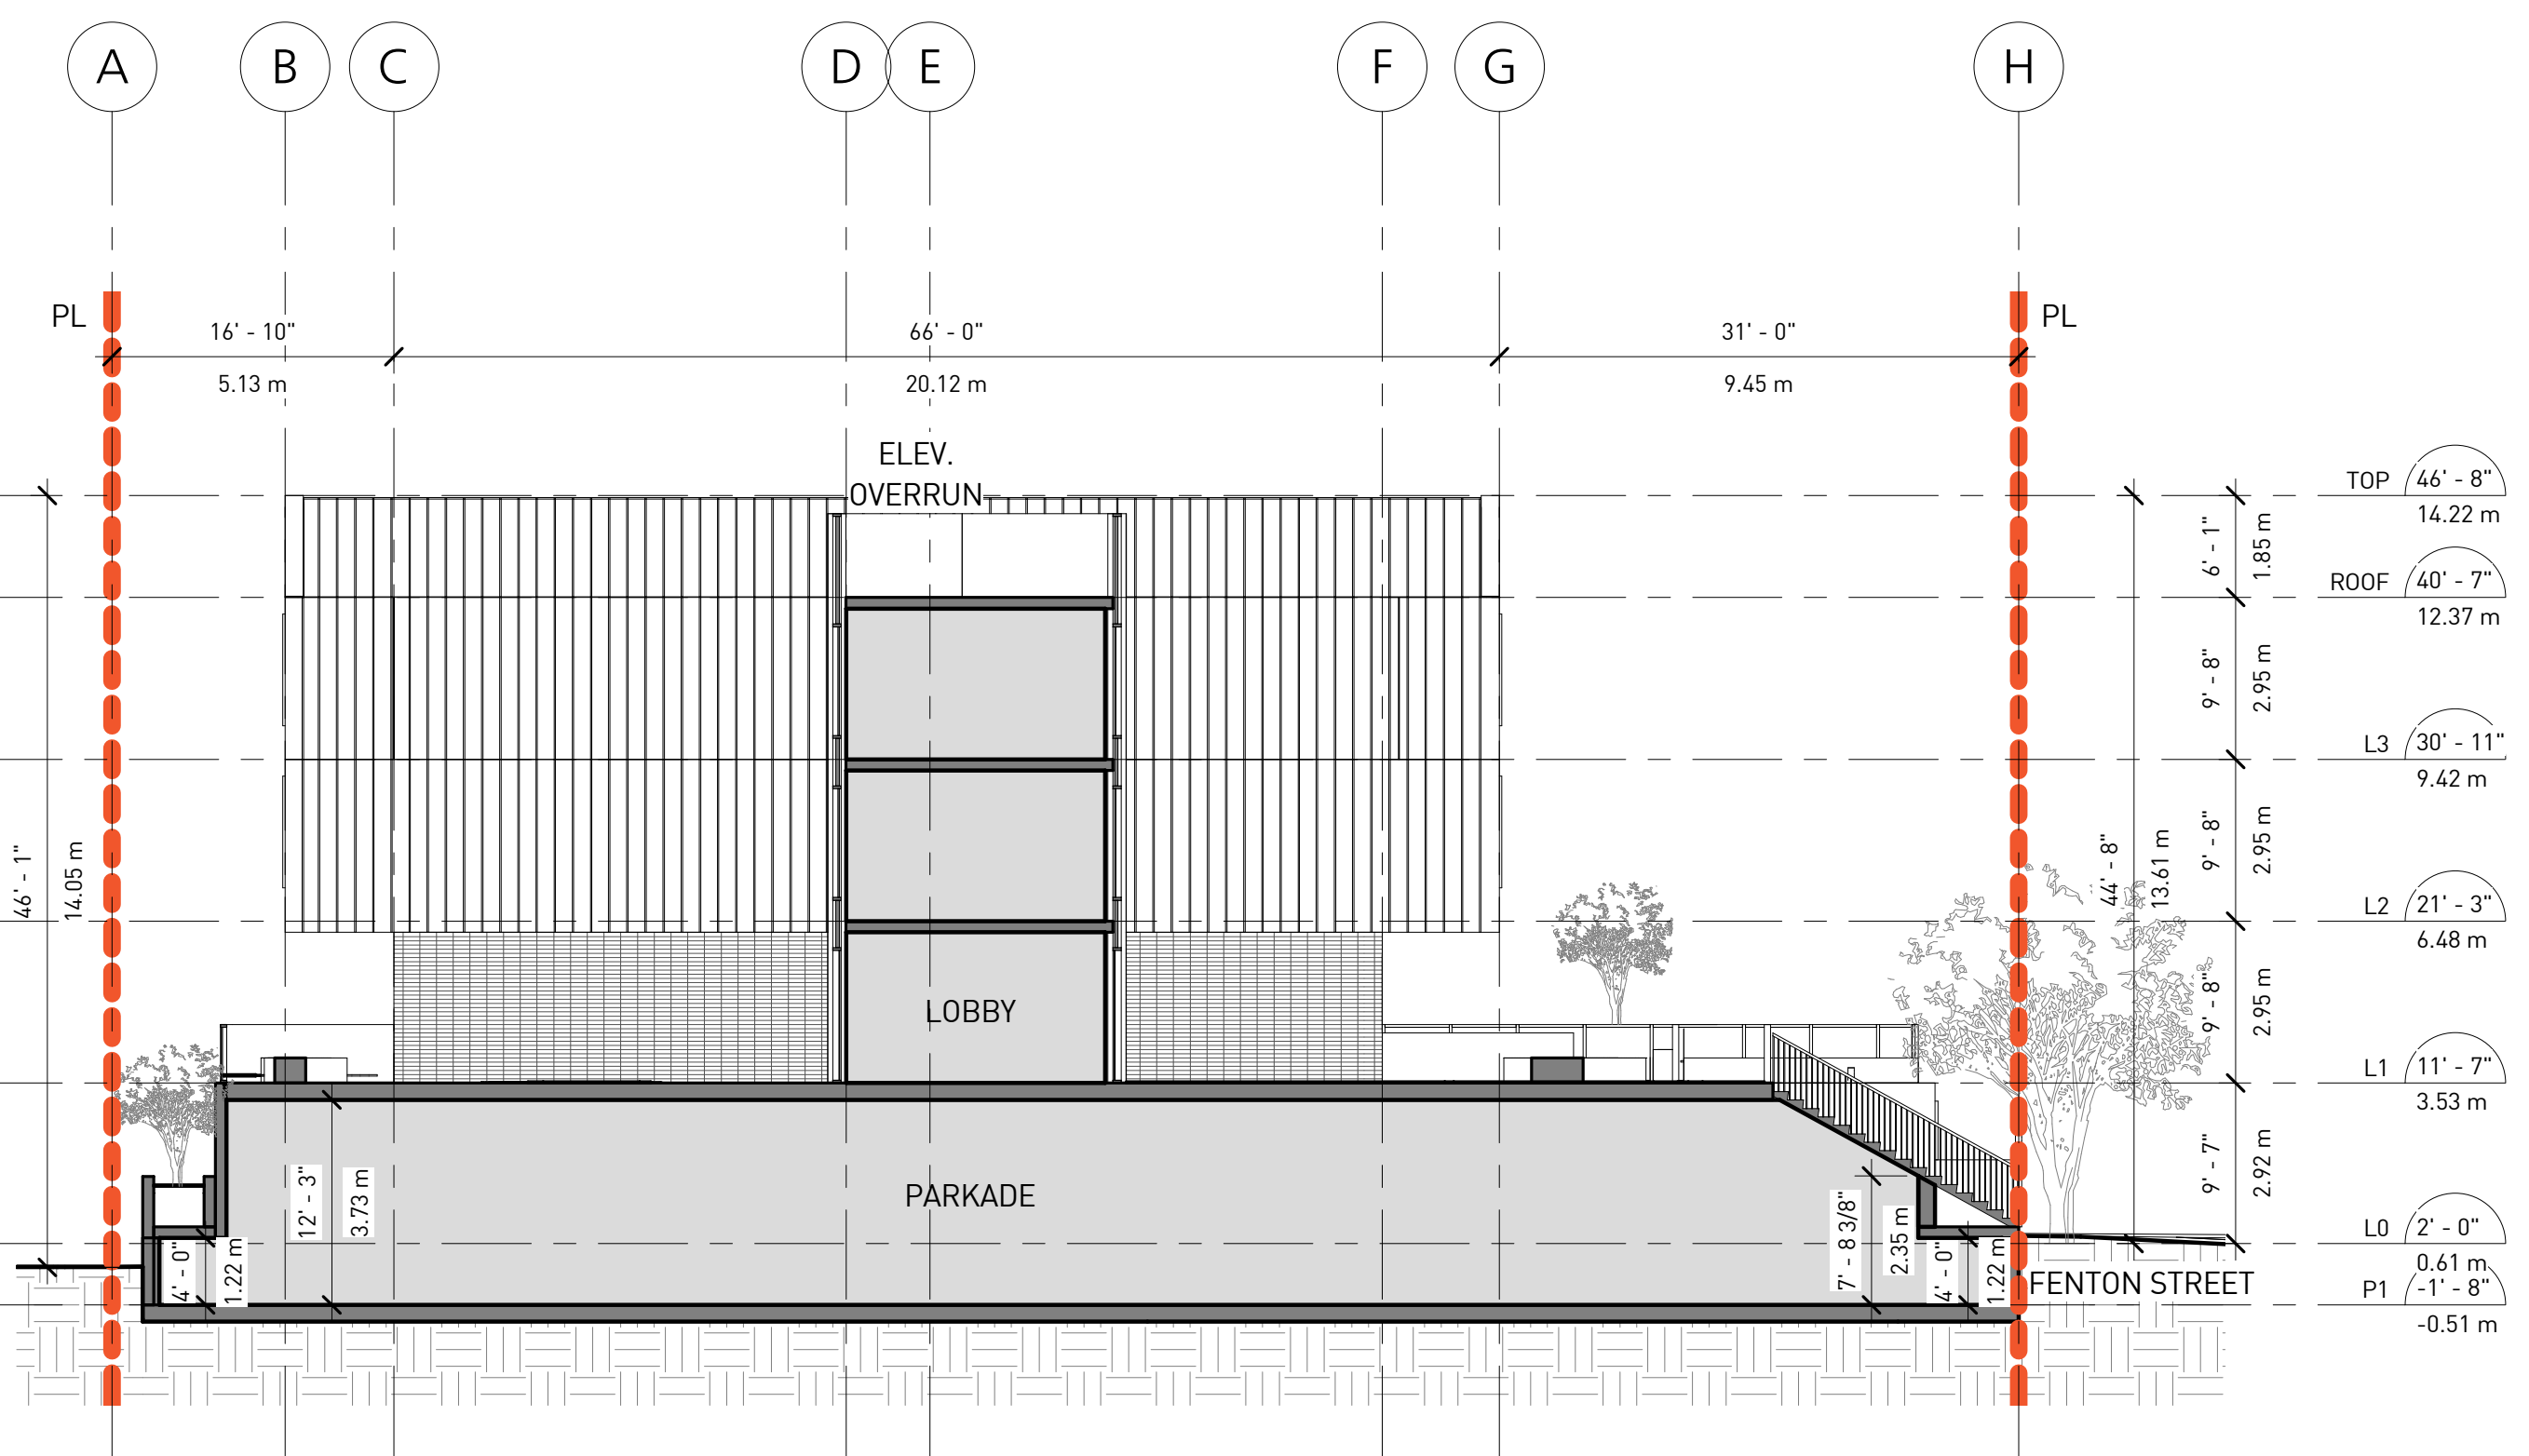 A B C D E F G H
PL
PL
16' - 10"
66' - 0"
31' - 0"
5.13 m
20.12 m
9.45 m
ELEV.
OVERRUN
TOP 46' - 8"
14.22 m
6' - 1"
1.85 m
ROOF 40' - 7"
12.37 m
9' - 8"
2.95 m
L3 30' - 11"
9.42 m
46' - 1"
14.05 m
44' - 8"
13.61 m
9' - 8"
2.95 m
L2 21' - 3"
6.48 m
LOBBY
9' - 8"
2.95 m
L1 11' - 7"
3.53 m
PARKADE
12' - 3"
3.73 m
9' - 7"
2.92 m
4' - 0"
1.22 m
7' - 8 3/8"
2.35 m
4' - 0"
1.22 m
L0 2' - 0"
0.61 m
FENTON STREET
P1 -1' - 8"
-0.51 m